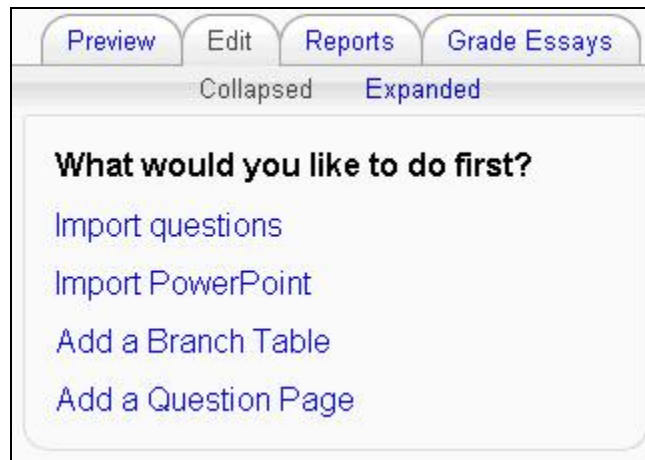 Preview Edit Reports Grade Essays
Collapsed Expanded
What would you like to do first?
Import questions
Import PowerPoint
Add a Branch Table
Add a Question Page